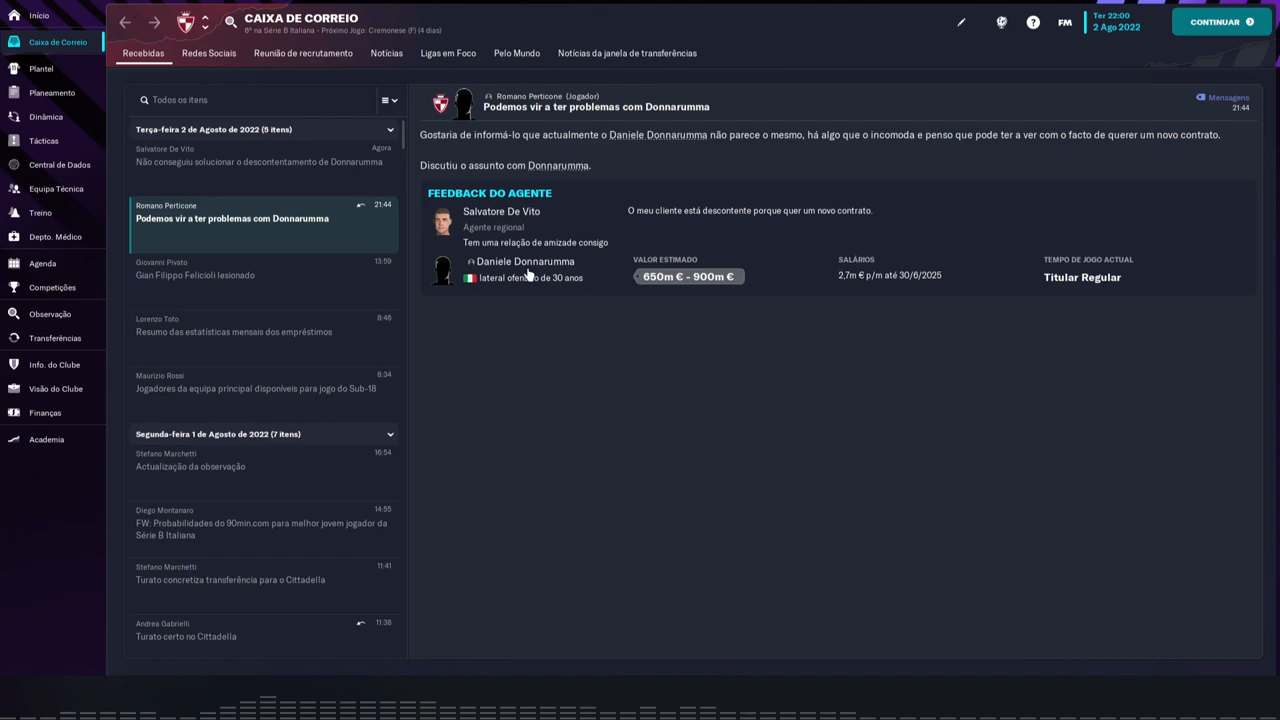 Início
Caixa de Correio
Plantel
Planeamento
Dinâmica
Tácticas
Central de Dados
Equipa Técnica
Treino
Depto. Médico
Agenda
Competições
Observação
Transferências
Info. do Clube
Visão do Clube
Finanças
Academia
CAIXA DE CORREIO
6º na Série B Italiana - Próximo Jogo: Cremonese (F) (4 dias)
FM
Ter 22:00
2 Ago 2022
CONTINUAR
Recebidas
Redes Sociais
Reunião de recrutamento
Notícias
Ligas em Foco
Pelo Mundo
Notícias da janela de transferências
Todos os itens
Terça-feira 2 de Agosto de 2022 (5 itens)
Salvatore De Vito Agora
Não conseguiu solucionar o descontentamento de Donnarumma
Romano Perticone 21:44
Podemos vir a ter problemas com Donnarumma
Giovanni Pivato 13:59
Gian Filippo Felicioli lesionado
Lorenzo Toto 8:46
Resumo das estatísticas mensais dos empréstimos
Maurizio Rossi 8:34
Jogadores da equipa principal disponíveis para jogo do Sub-18
Segunda-feira 1 de Agosto de 2022 (7 itens)
Stefano Marchetti 16:54
Actualização da observação
Diego Montanaro 14:55
FW: Probabilidades do 90min.com para melhor jovem jogador da
Série B Italiana
Stefano Marchetti 11:41
Turato concretiza transferência para o Cittadella
Andrea Gabrielli 11:38
Turato certo no Cittadella
Romano Perticone (Jogador)
Podemos vir a ter problemas com Donnarumma
Mensagens
21:44
Gostaria de informá-lo que actualmente o Daniele Donnarumma não parece o mesmo, há algo que o incomoda e penso que pode ter a ver com o facto de querer um novo contrato.
Discutiu o assunto com Donnarumma.
FEEDBACK DO AGENTE
Salvatore De Vito
Agente regional
Tem uma relação de amizade consigo
O meu cliente está descontente porque quer um novo contrato.
Daniele Donnarumma
lateral ofensivo de 30 anos
VALOR ESTIMADO
650m € - 900m €
SALÁRIOS
2,7m € p/m até 30/6/2025
TEMPO DE JOGO ACTUAL
Titular Regular